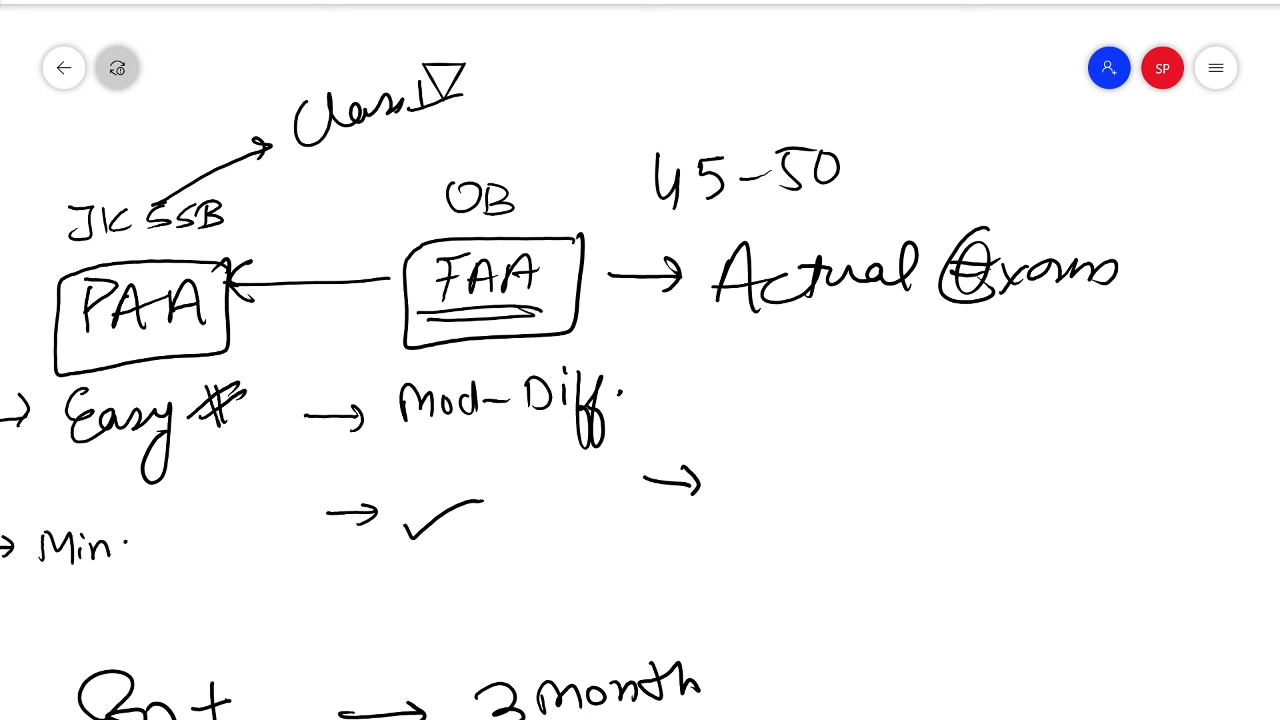 Class IV
45-50
OB
JKSSB
PAA ← FAA → Actual Exams
→ Easy → Mod-Diff.
→
→ ✓
→ Min.
→ 3 month